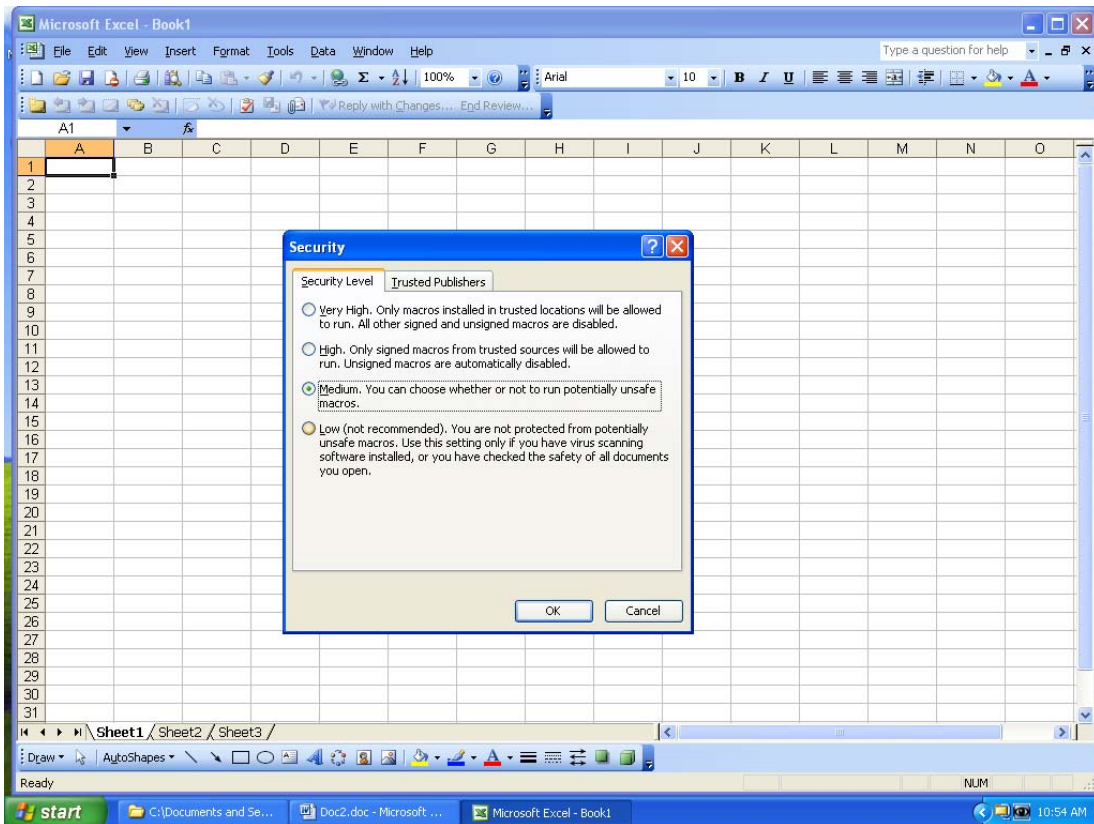 Microsoft Excel - Book1
File Edit View Insert Format Tools Data Window Help Type a question for help
100% Arial 10 B I U
Reply with Changes... End Review...
A1 fx
A B C D E F G H I J K L M N O
1
2
3
4
5
6
7
8
9
10
11
12
13
14
15
16
17
18
19
20
21
22
23
24
25
26
27
28
29
30
31
Security
Security Level Trusted Publishers
Very High. Only macros installed in trusted locations will be allowed
to run. All other signed and unsigned macros are disabled.
High. Only signed macros from trusted sources will be allowed to
run. Unsigned macros are automatically disabled.
Medium. You can choose whether or not to run potentially unsafe
macros.
Low (not recommended). You are not protected from potentially
unsafe macros. Use this setting only if you have virus scanning
software installed, or you have checked the safety of all documents
you open.
OK Cancel
Sheet1 Sheet2 Sheet3
Draw AutoShapes
Ready NUM
start C:\Documents and Se... Doc2.doc - Microsoft ... Microsoft Excel - Book1 10:54 AM